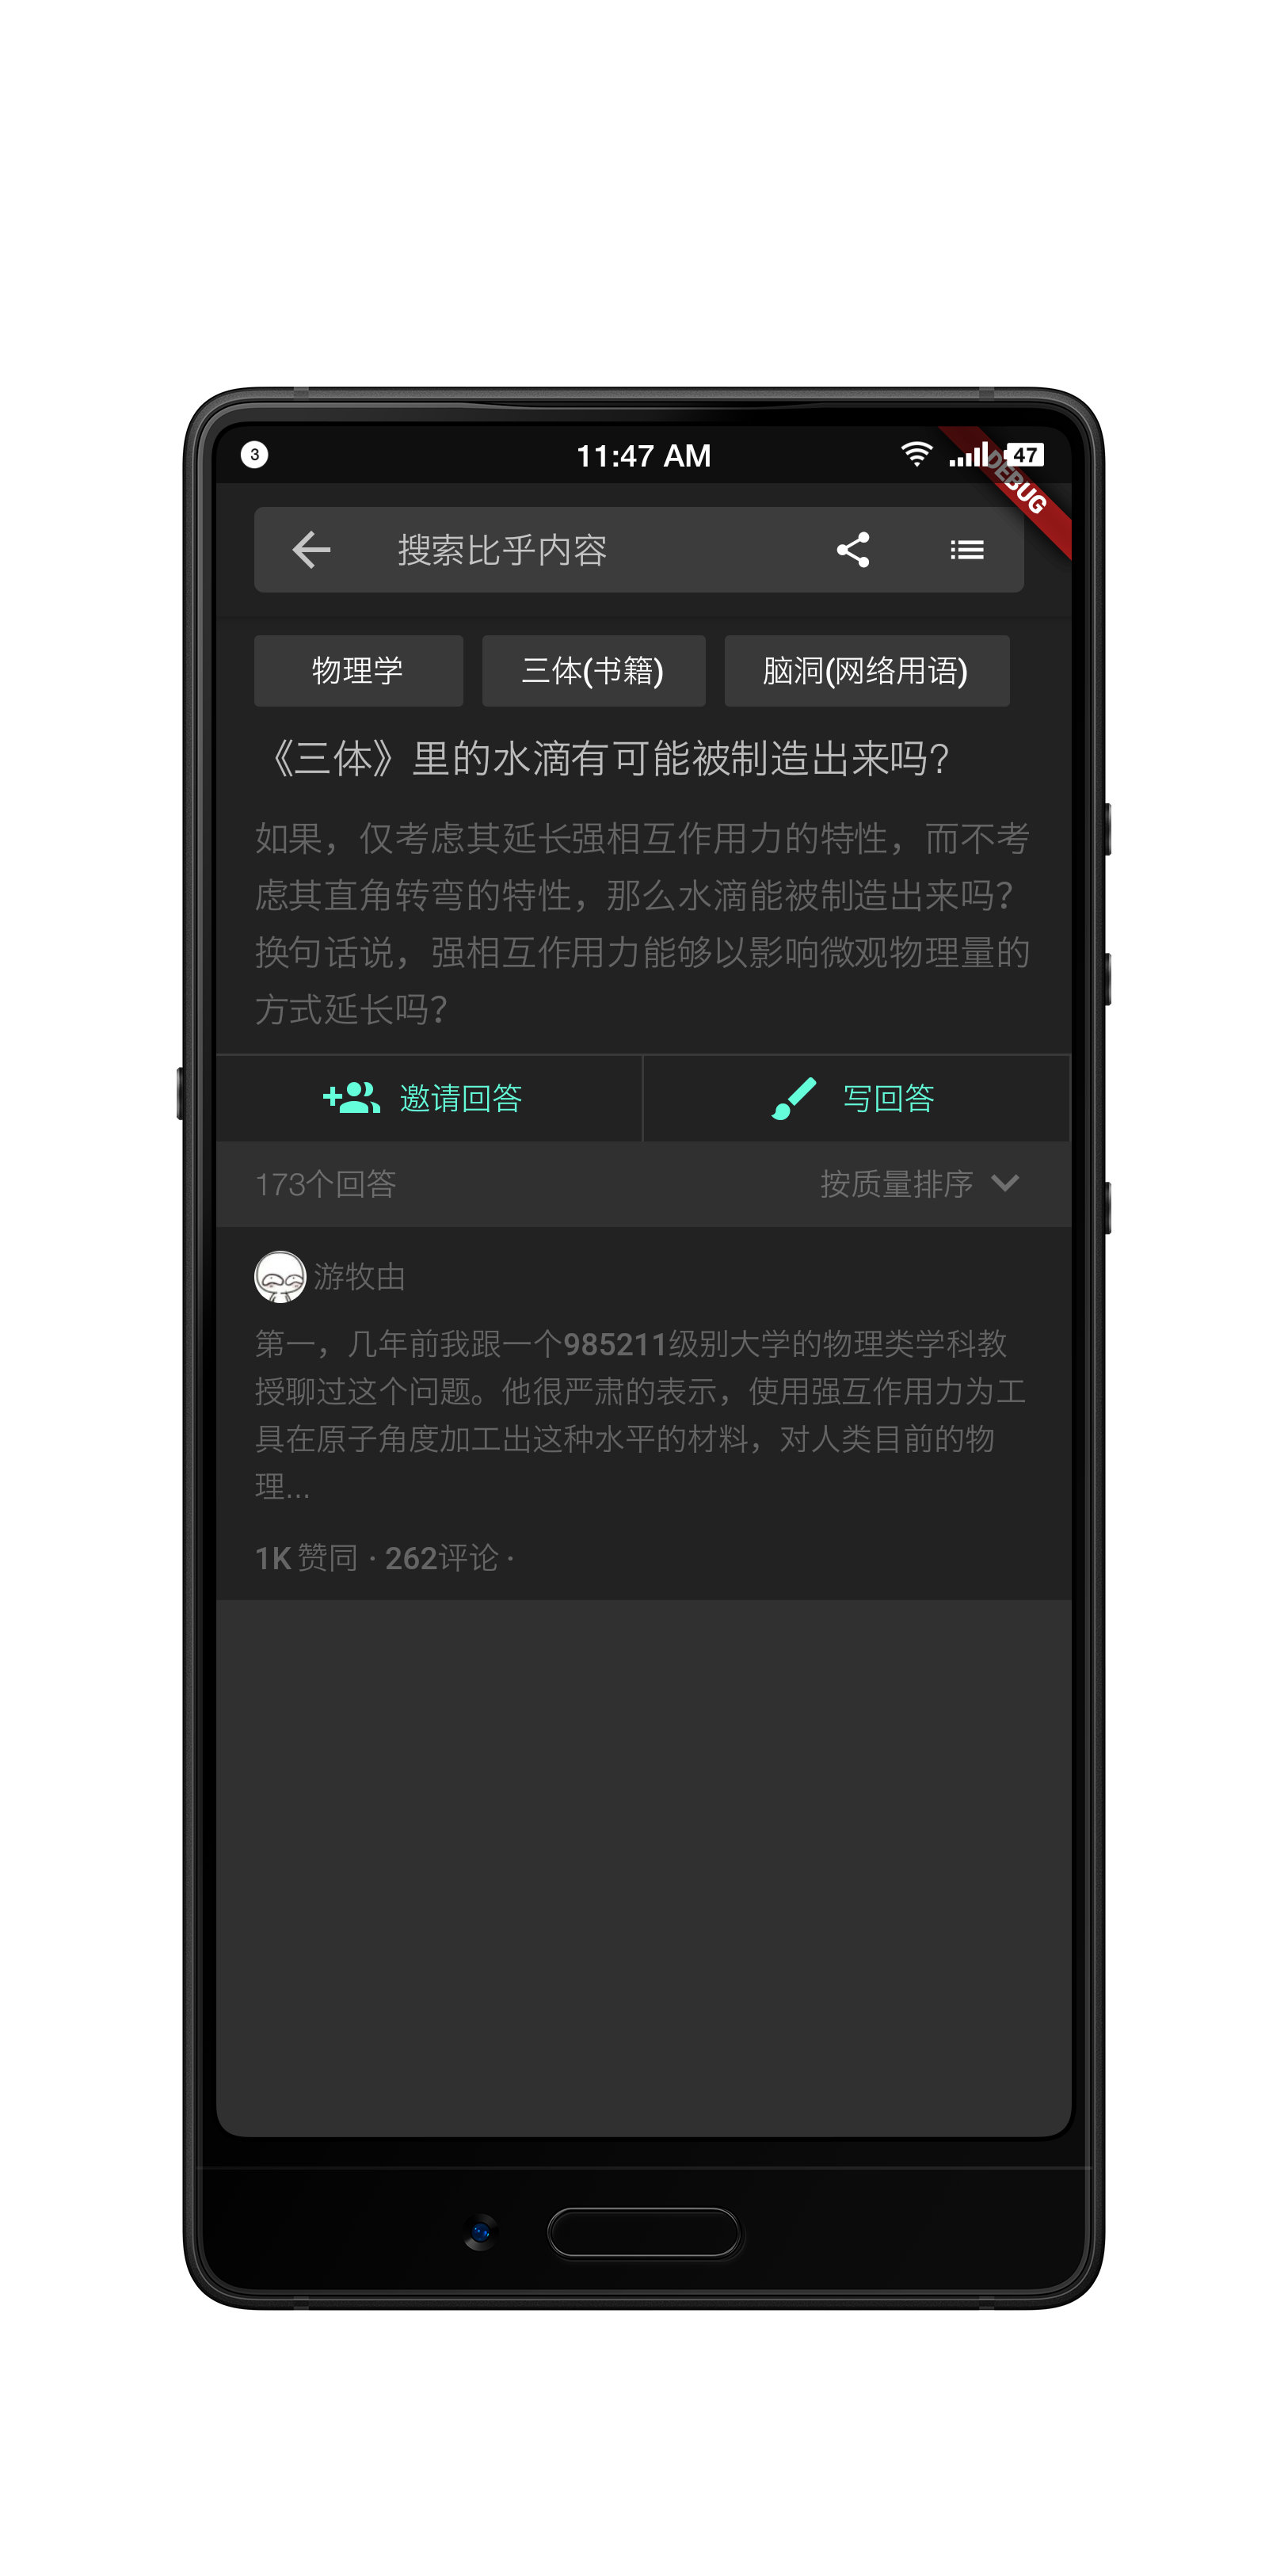 3
11:47 AM
47
DEBUG
搜索比乎内容
物理学
三体(书籍)
脑洞(网络用语)
《三体》里的水滴有可能被制造出来吗?
如果，仅考虑其延长强相互作用力的特性，而不考
虑其直角转弯的特性，那么水滴能被制造出来吗？
换句话说，强相互作用力能够以影响微观物理量的
方式延长吗？
邀请回答
写回答
173个回答
按质量排序
游牧由
第一，几年前我跟一个985211级别大学的物理类学科教
授聊过这个问题。他很严肃的表示，使用强互作用力为工
具在原子角度加工出这种水平的材料，对人类目前的物
理...
1K 赞同 · 262评论 ·